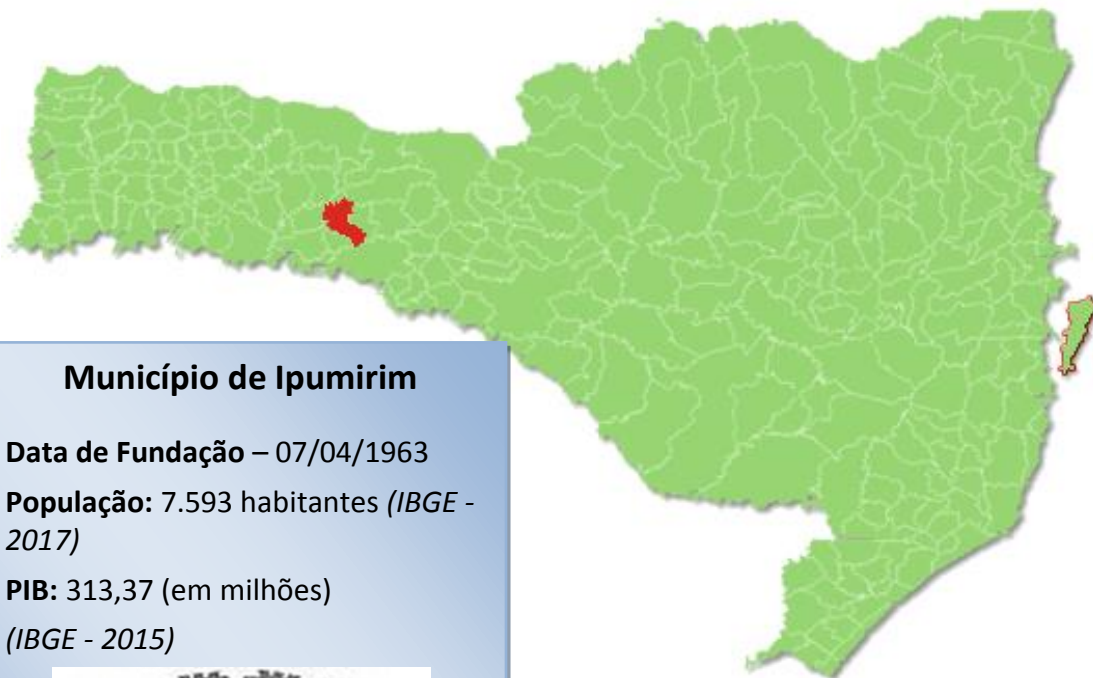 Município de Ipumirim
Data de Fundação – 07/04/1963
População: 7.593 habitantes (IBGE -
2017)
PIB: 313,37 (em milhões)
(IBGE - 2015)